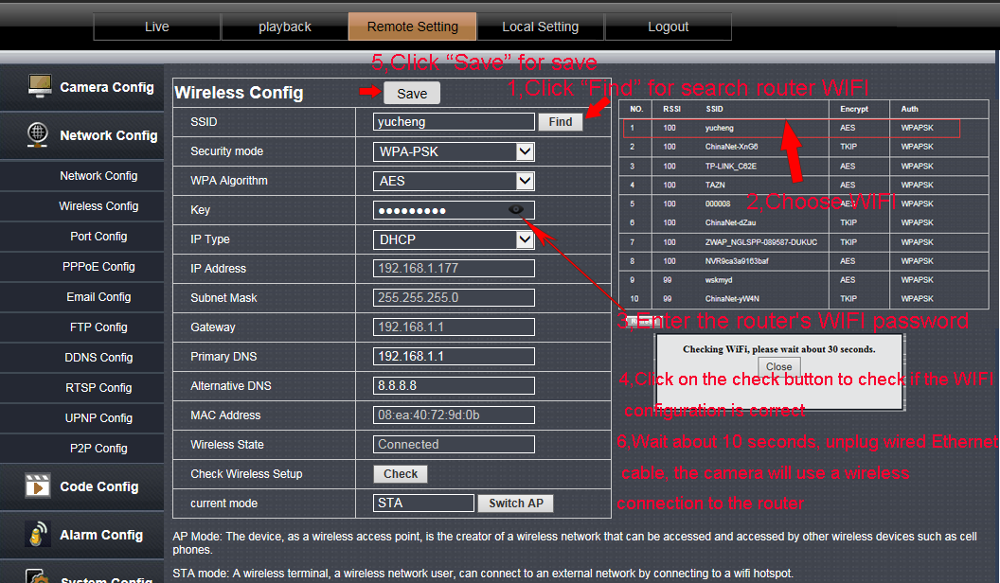 Live playback Remote Setting Local Setting Logout
5,Click “Save” for save
Camera Config
Network Config
Network Config
Wireless Config
Port Config
PPPoE Config
Email Config
FTP Config
DDNS Config
RTSP Config
UPNP Config
P2P Config
Code Config
Alarm Config
System Config
Wireless Config Save
1,Click “Find” for search router WIFI
SSID yucheng Find
Security mode WPA-PSK
WPA Algorithm AES
Key ●●●●●●●●●
IP Type DHCP
IP Address 192.168.1.177
Subnet Mask 255.255.255.0
Gateway 192.168.1.1
Primary DNS 192.168.1.1
Alternative DNS 8.8.8.8
MAC Address 08:ea:40:72:9d:0b
Wireless State Connected
Check Wireless Setup Check
current mode STA Switch AP
NO. RSSI SSID Encrypt Auth
1 100 yucheng AES WPAPSK
2 100 ChinaNet-XnG6 TKIP WPAPSK
3 100 TP-LINK_C62E AES WPAPSK
4 100 TAZN AES WPAPSK
2,Choose WIFI
5 100 000008 AES WPAPSK
6 100 ChinaNet-dZau TKIP WPAPSK
7 100 ZWAP_NGLSPP-089587-DUKUC TKIP WPAPSK
8 100 NVR9ca3a9163baf AES WPAPSK
9 99 wskmyd AES WPAPSK
10 99 ChinaNet-yW4N TKIP WPAPSK
3,Enter the router's WIFI password
Checking WiFi, please wait about 30 seconds.
Close
4.Click on the check button to check if the WIFI
configuration is correct
6,Wait about 10 seconds, unplug wired Ethernet
cable, the camera will use a wireless
connection to the router
AP Mode: The device, as a wireless access point, is the creator of a wireless network that can be accessed and accessed by other wireless devices such as cell
phones.
STA mode: A wireless terminal, a wireless network user, can connect to an external network by connecting to a wifi hotspot.